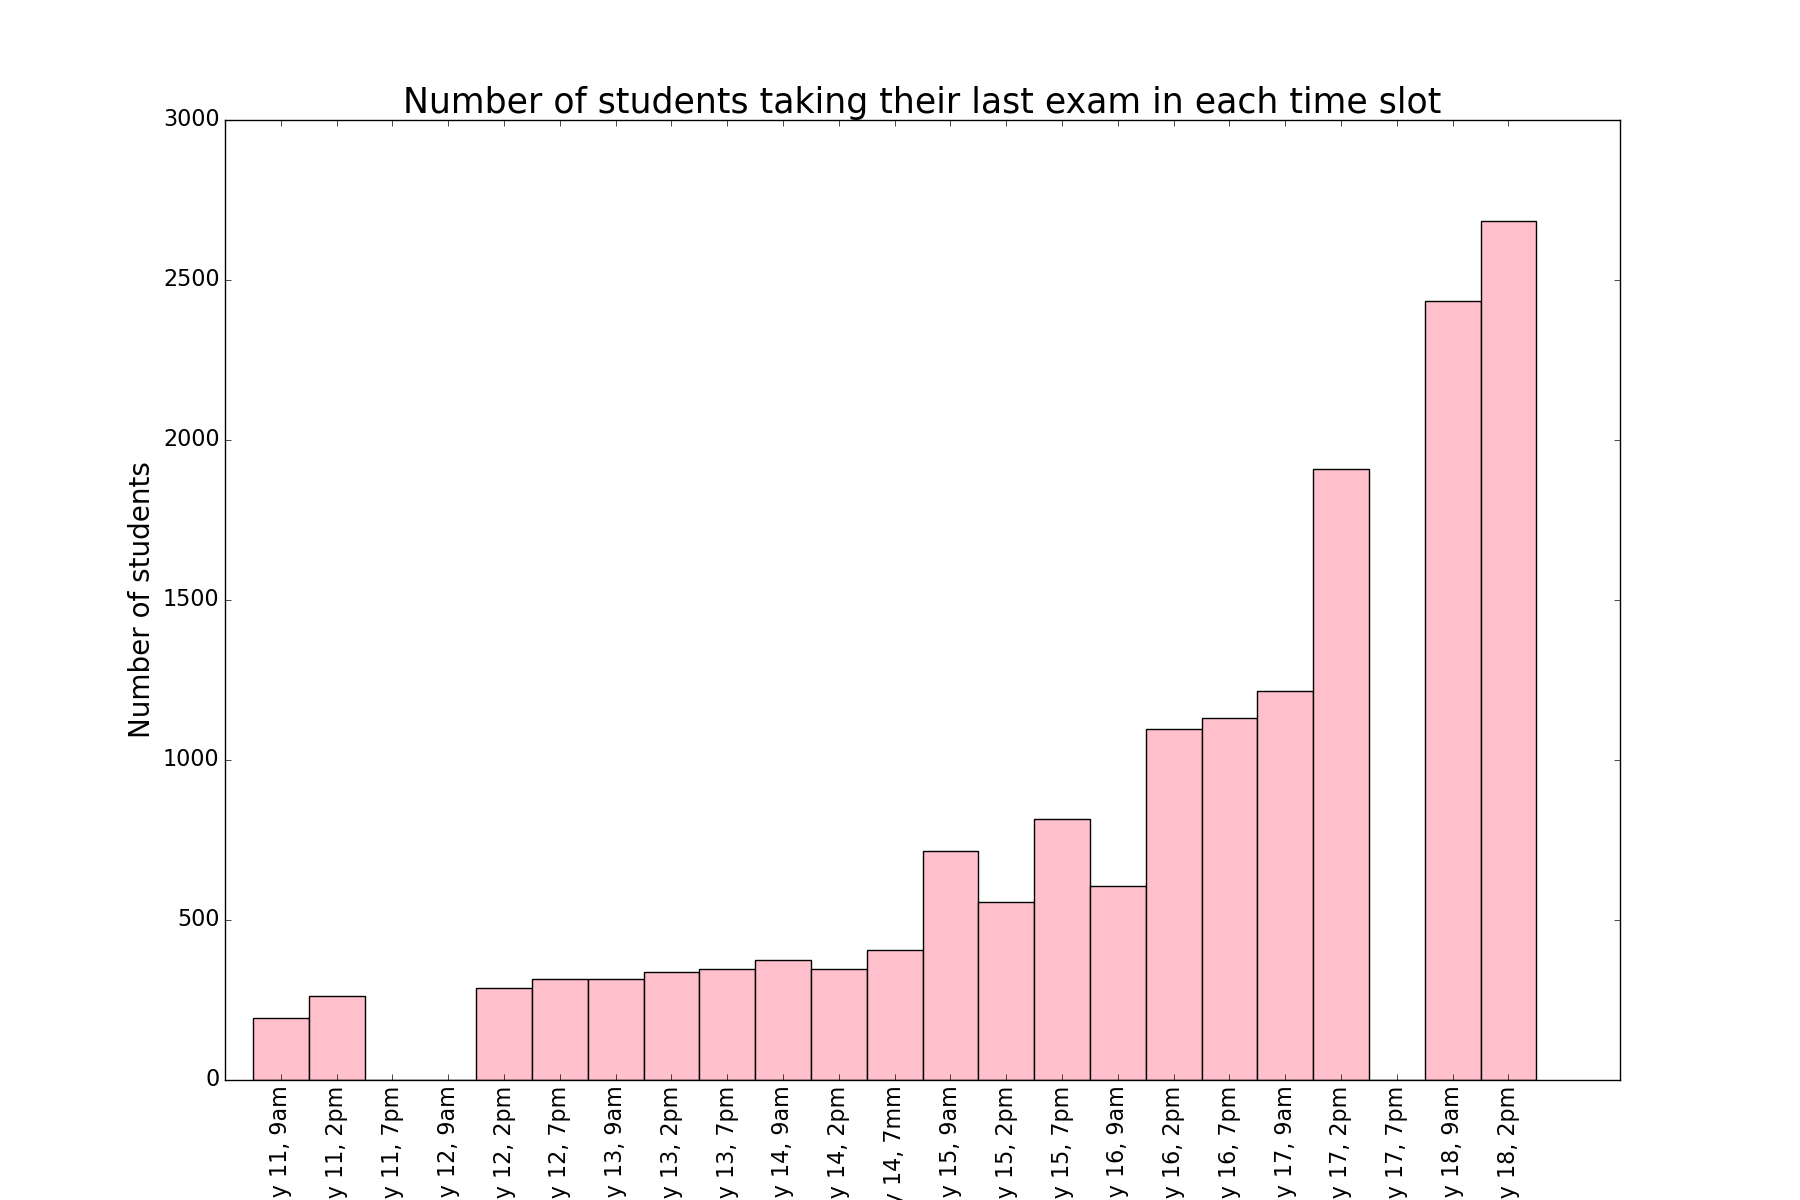 Number of students taking their last exam in each time slot
Number of students
3000
2500
2000
1500
1000
500
0
y 11, 9am
y 11, 2pm
y 11, 7pm
y 12, 9am
y 12, 2pm
y 12, 7pm
y 13, 9am
y 13, 2pm
y 13, 7pm
y 14, 9am
y 14, 2pm
y 14, 7mm
y 15, 9am
y 15, 2pm
y 15, 7pm
y 16, 9am
y 16, 2pm
y 16, 7pm
y 17, 9am
y 17, 2pm
y 17, 7pm
y 18, 9am
y 18, 2pm